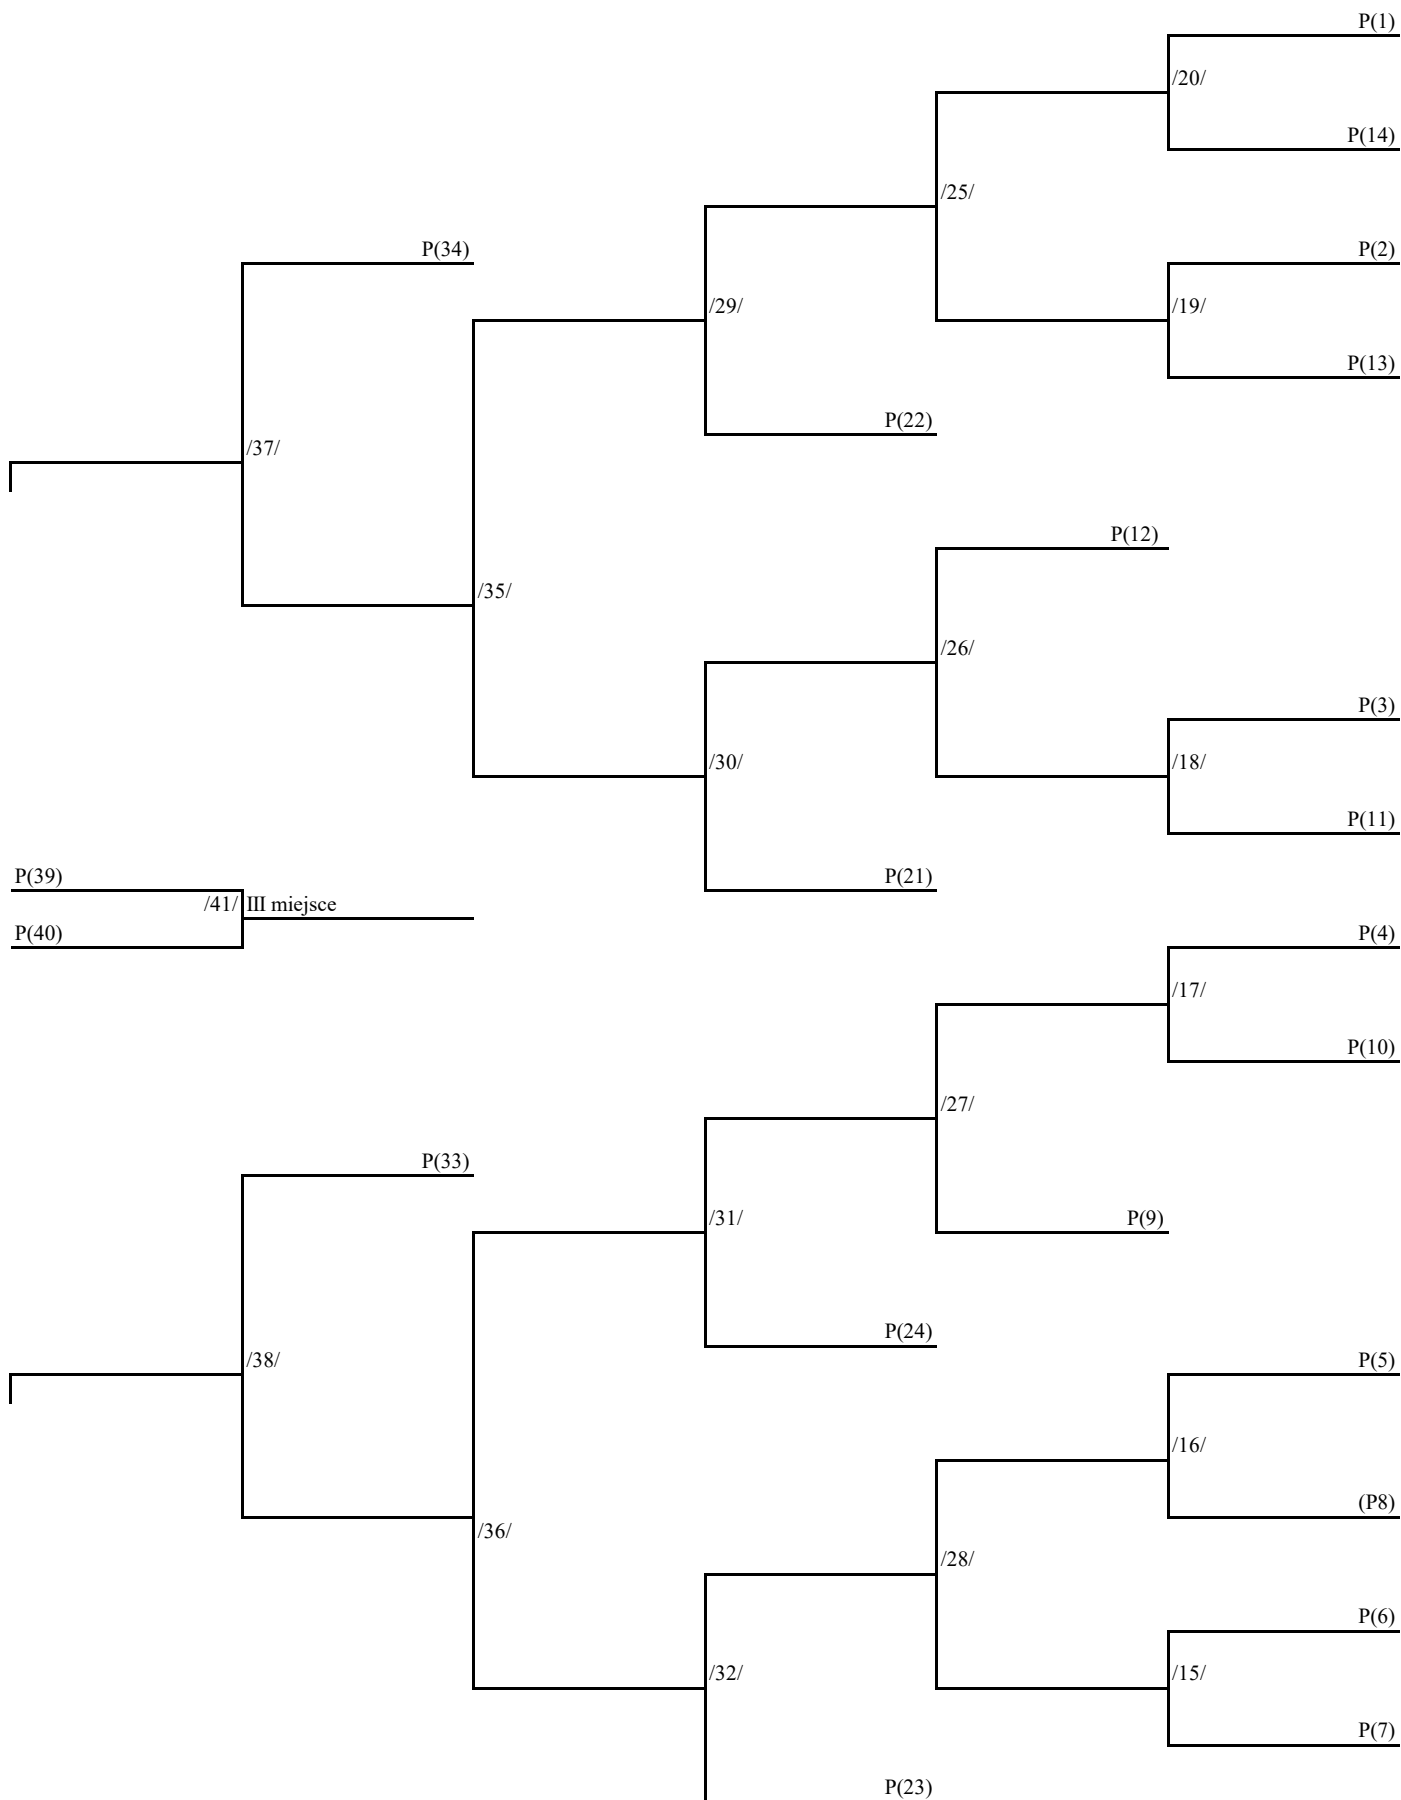 P(1)
/20/
P(14)
/25/
P(34)
P(2)
/29/
/19/
P(13)
P(22)
/37/
P(12)
/35/
/26/
P(3)
/30/
/18/
P(11)
P(39)
P(21)
/41/ III miejsce
P(40)
P(4)
/17/
P(10)
/27/
P(33)
/31/
P(9)
P(24)
/38/
P(5)
/16/
(P8)
/36/
/28/
P(6)
/32/
/15/
P(7)
P(23)